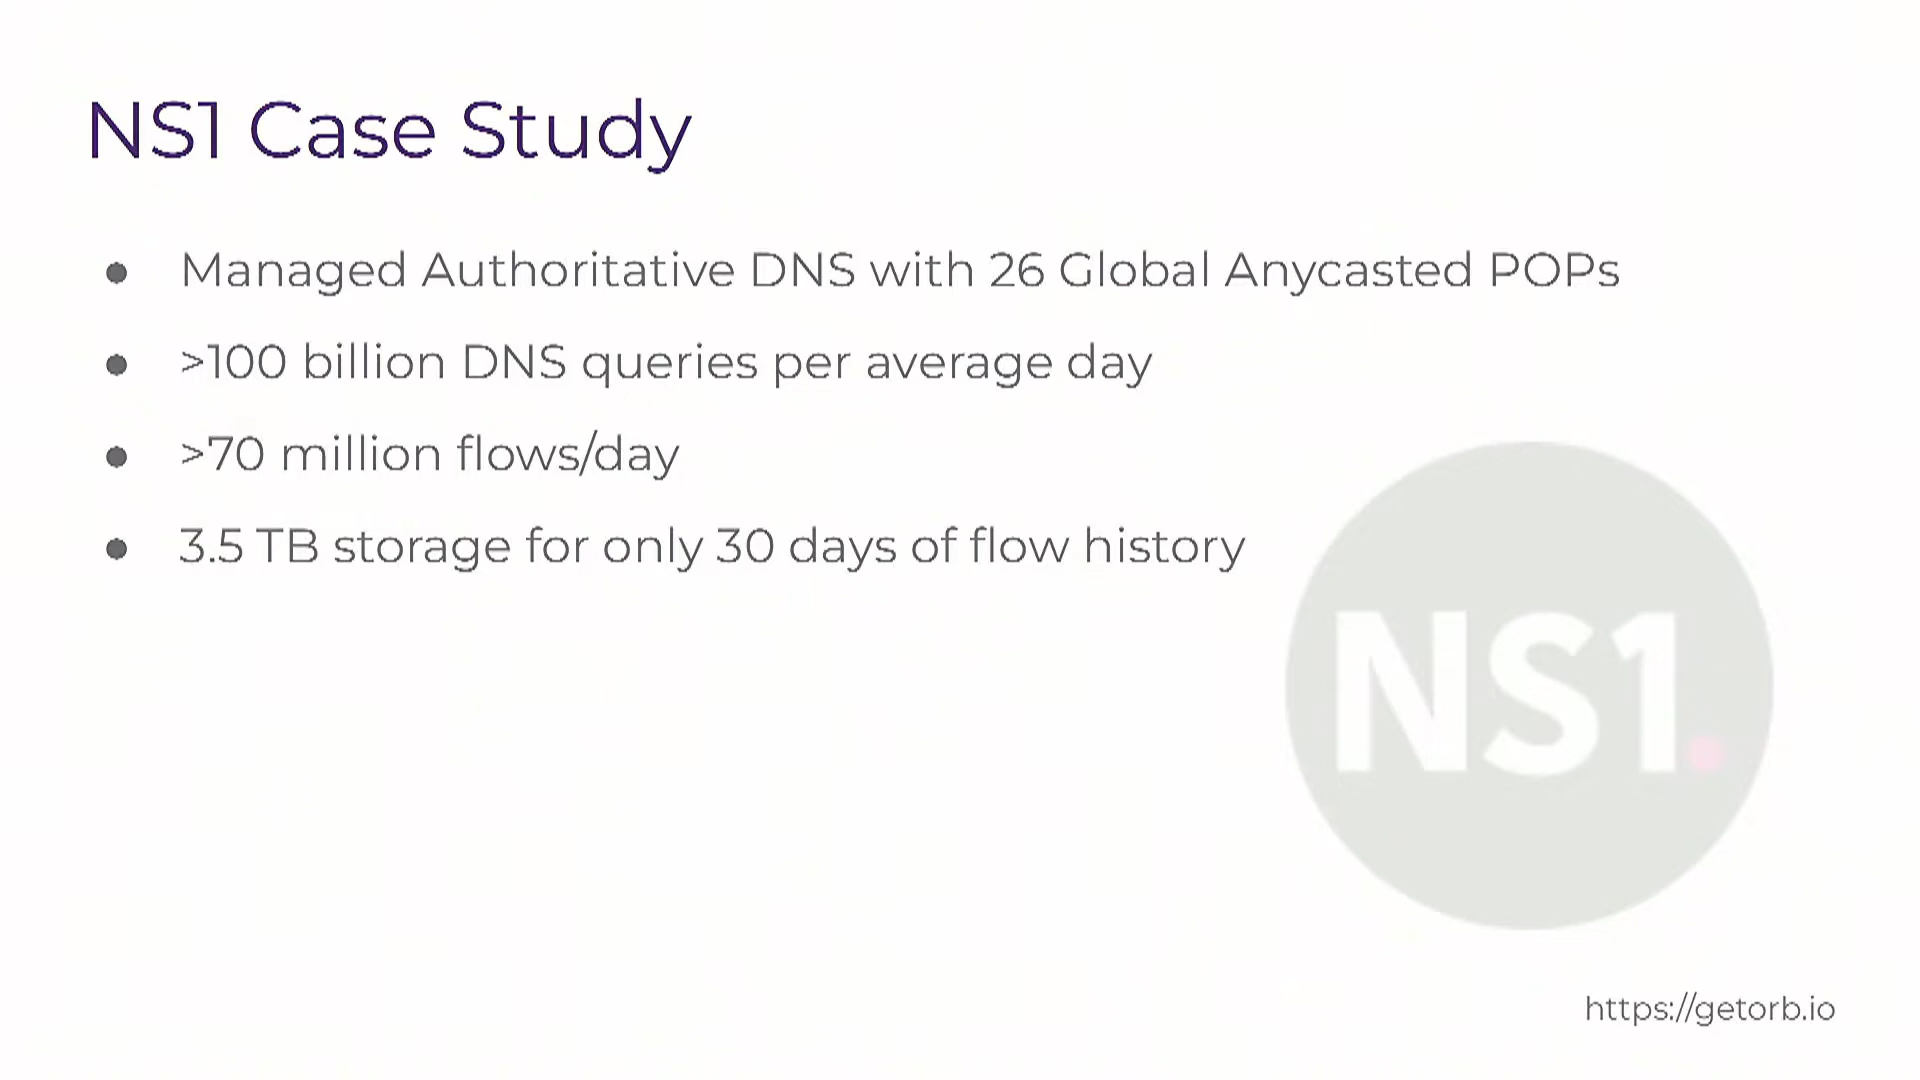 NS1 Case Study
● Managed Authoritative DNS with 26 Global Anycasted POPs
● >100 billion DNS queries per average day
● >70 million flows/day
● 3.5 TB storage for only 30 days of flow history
NS1.
https://getorb.io